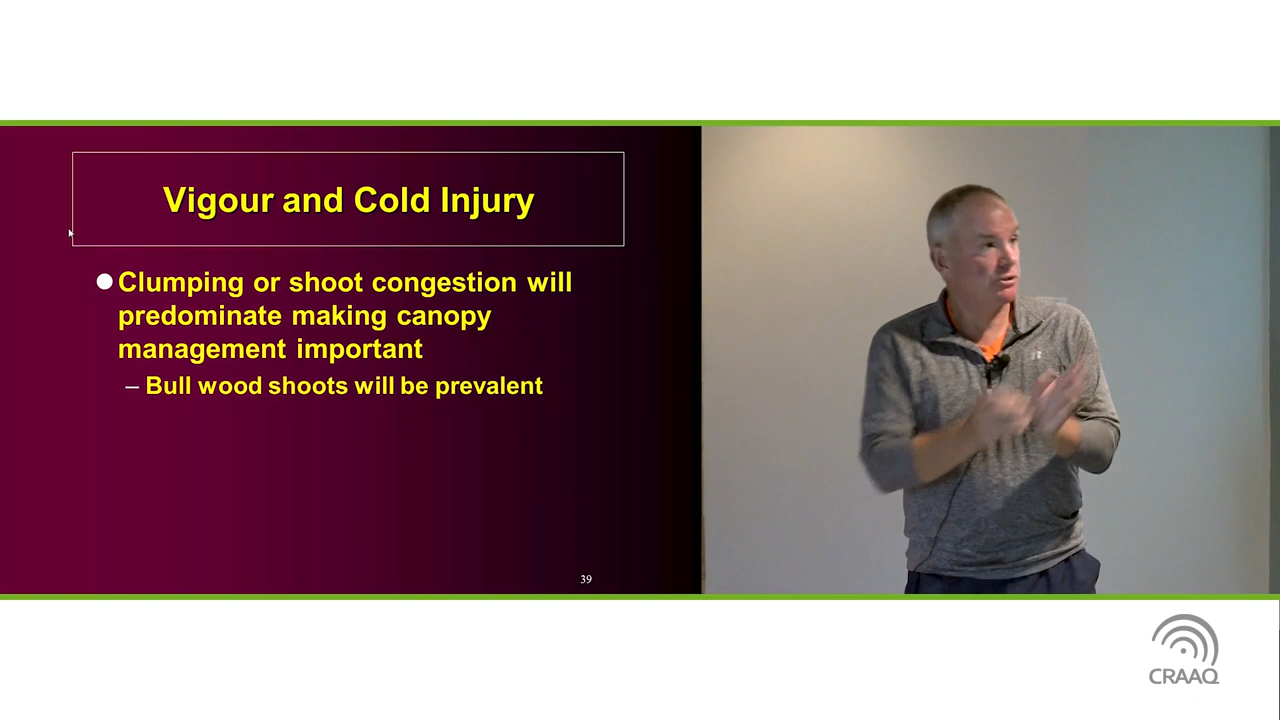 Vigour and Cold Injury
Clumping or shoot congestion will
predominate making canopy
management important
– Bull wood shoots will be prevalent
39
CRAAQ